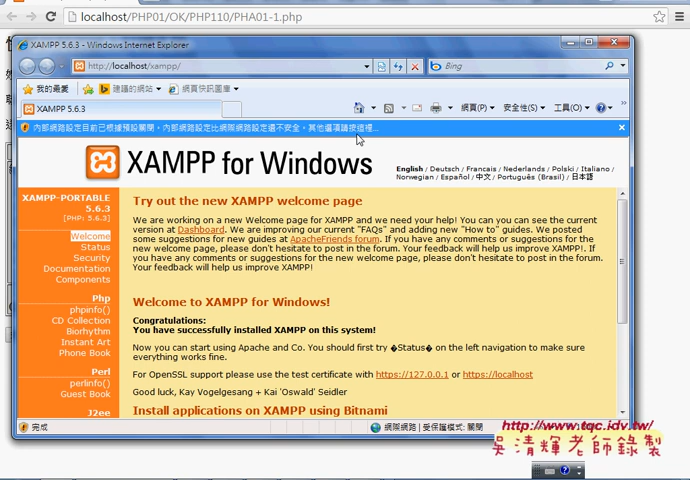 localhost/PHP01/OK/PHP110/PHA01-1.php
XAMPP 5.6.3 - Windows Internet Explorer
http://localhost/xampp/
Bing
我的最愛
建議的網站
網頁快訊圖庫
XAMPP 5.6.3
網頁(P)
安全性(S)
工具(O)
內部網路設定目前已根據預設關閉。內部網路設定比網際網路設定還不安全。其他選項請按這裡...
XAMPP for Windows
English / Deutsch / Francais / Nederlands / Polski / Italiano /
Norwegian / Español / 中文 / Português (Brasil) / 日本語
XAMPP-PORTABLE
5.6.3
[PHP: 5.6.3]
Welcome
Status
Security
Documentation
Components
Php
phpinfo()
CD Collection
Biorhythm
Instant Art
Phone Book
Perl
perlinfo()
Guest Book
J2ee
Try out the new XAMPP welcome page
We are working on a new Welcome page for XAMPP and we need your help! You can you can see the current
version at Dashboard. We are improving our current "FAQs" and adding new "How to" guides. We posted
some suggestions for new guides at ApacheFriends forum. If you have any comments or suggestions for the
new welcome page, please don't hesitate to post in the forum. Your feedback will help us improve XAMPP!. If
you have any comments or suggestions for the new welcome page, please don't hesitate to post in the forum.
Your feedback will help us improve XAMPP!
Welcome to XAMPP for Windows!
Congratulations:
You have successfully installed XAMPP on this system!
Now you can start using Apache and Co. You should first try �Status� on the left navigation to make sure
everything works fine.
For OpenSSL support please use the test certificate with https://127.0.0.1 or https://localhost
Good luck, Kay Vogelgesang + Kai 'Oswald' Seidler
Install applications on XAMPP using Bitnami
完成
網際網路 | 受保護模式: 關閉
http://www.tqc.idv.tw/
吳清輝老師錄製